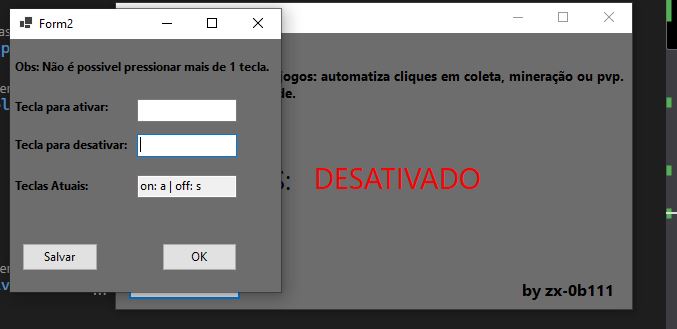 Form2
Obs: Não é possivel pressionar mais de 1 tecla.
jogos: automatiza cliques em coleta, mineração ou pvp.
de.
Tecla para ativar:
Tecla para desativar:
Teclas Atuais:
on: a | off: s
DESATIVADO
Salvar
OK
by zx-0b111